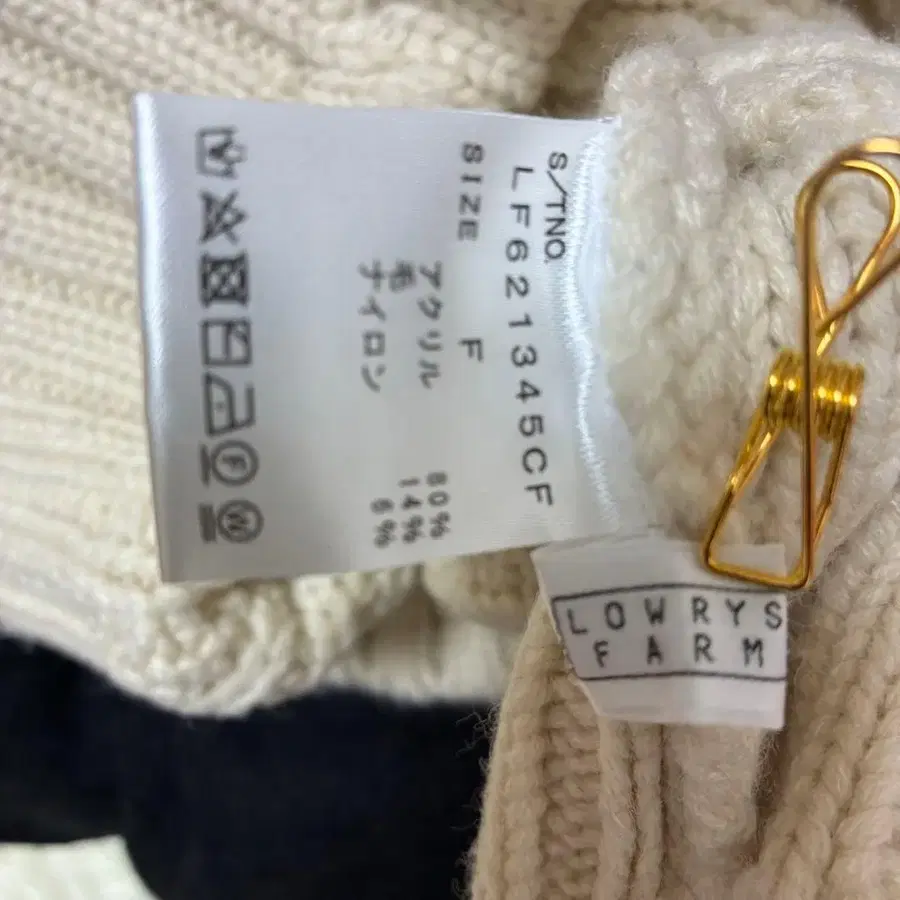 S/TNO.
LF621345CF
SIZE F
アクリル 80%
毛 14%
ナイロン 6%
F
W
LOWRYS
FARM